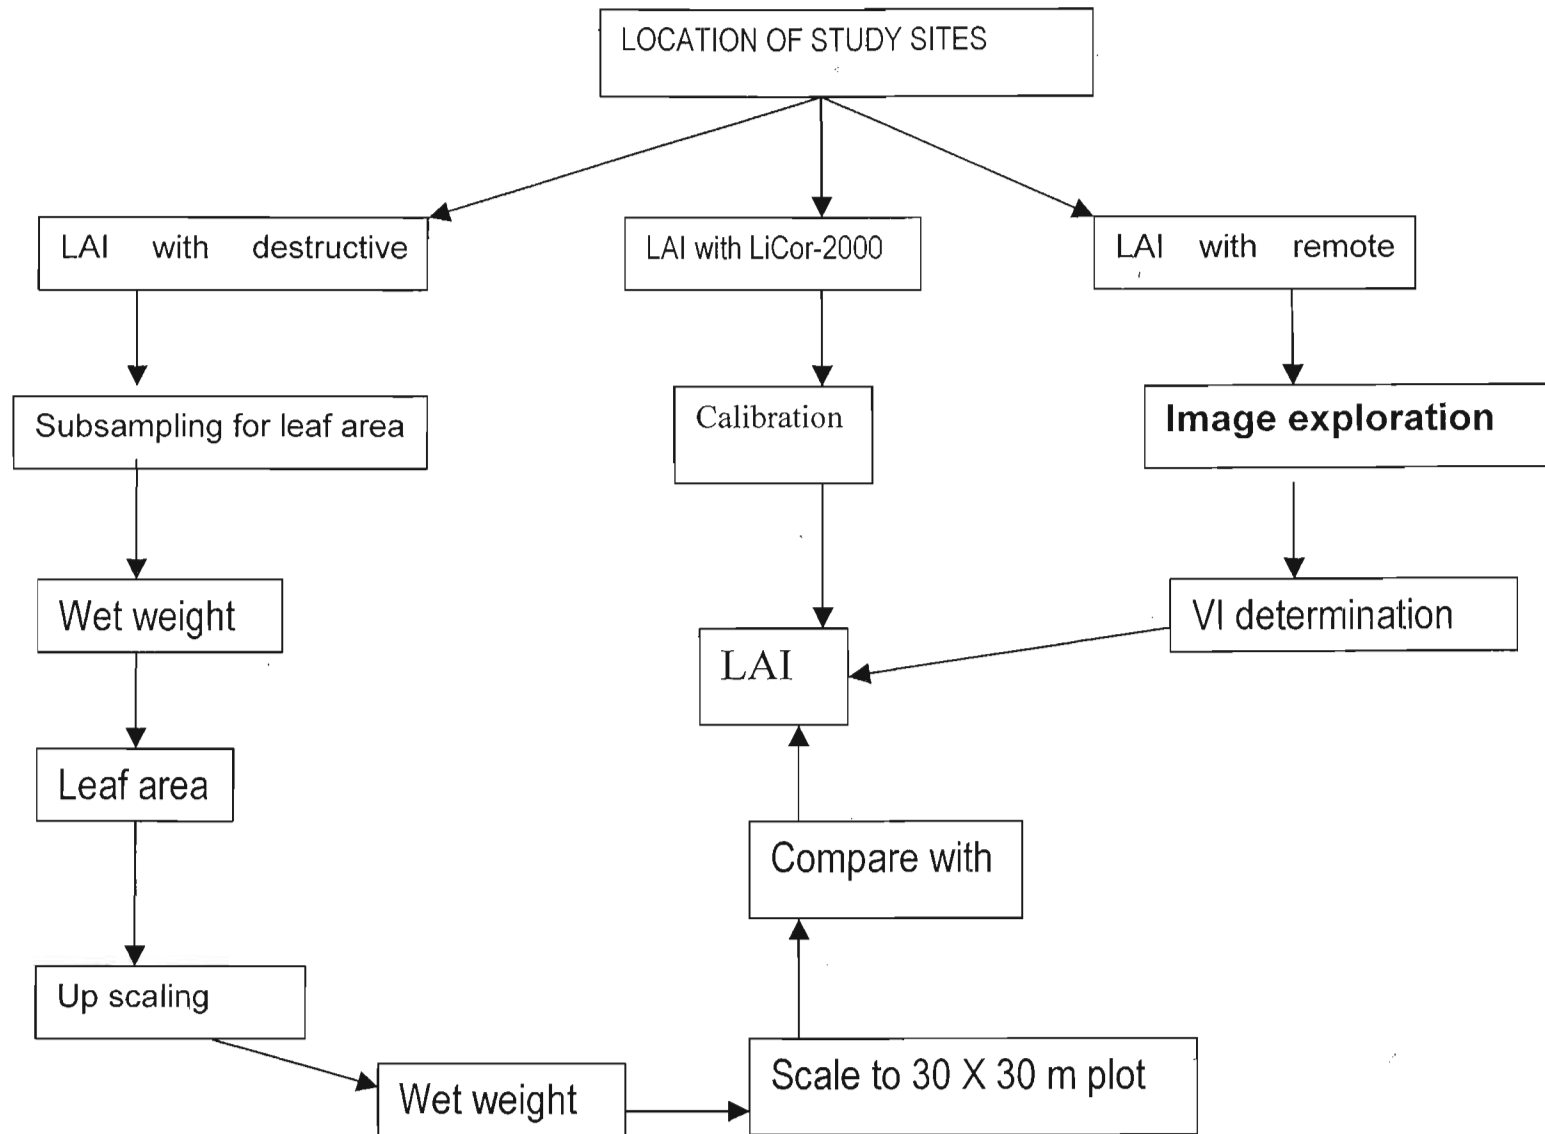 LOCATION OF STUDY SITES
LAI with destructive
LAI with LiCor-2000
LAI with remote
Subsampling for leaf area
Calibration
Image exploration
Wet weight
VI determination
LAI
Leaf area
Compare with
Up scaling
Wet weight
Scale to 30 X 30 m plot